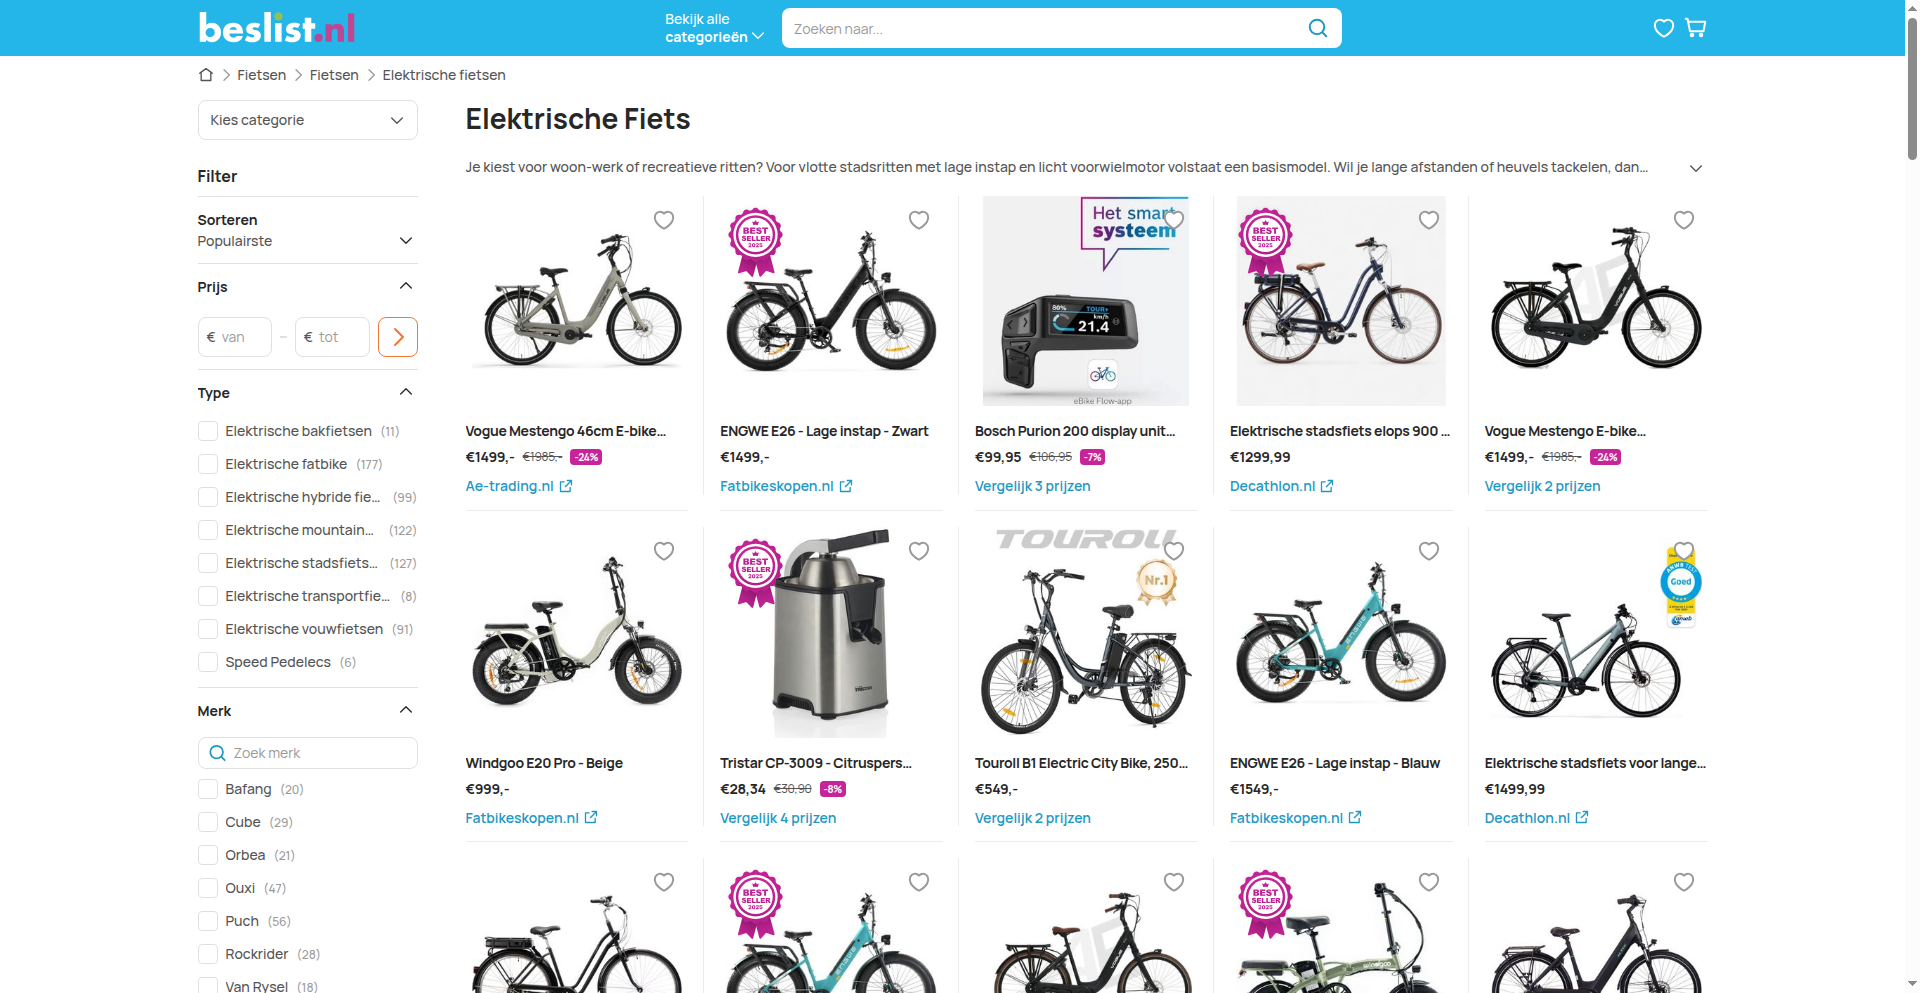 beslist.nl
Bekijk alle
categorieën
Zoeken naar...
Fietsen
Fietsen
Elektrische fietsen
Kies categorie
Filter
Sorteren
Populairste
Prijs
€ van
–
€ tot
Type
Elektrische bakfietsen (11)
Elektrische fatbike (177)
Elektrische hybride fie... (99)
Elektrische mountain... (122)
Elektrische stadsfiets... (127)
Elektrische transportfie... (8)
Elektrische vouwfietsen (91)
Speed Pedelecs (6)
Merk
Zoek merk
Bafang (20)
Cube (29)
Orbea (21)
Ouxi (47)
Puch (56)
Rockrider (28)
Van Rysel (18)
Elektrische Fiets
Je kiest voor woon-werk of recreatieve ritten? Voor vlotte stadsritten met lage instap en licht voorwielmotor volstaat een basismodel. Wil je lange afstanden of heuvels tackelen, dan...
Vogue Mestengo 46cm E-bike...
€1499,- €1985,- -24%
Ae-trading.nl
BEST
SELLER
2025
ENGWE E26 - Lage instap - Zwart
€1499,-
Fatbikeskopen.nl
Het smart
systeem
80% TOUR+
km/h
21.4
eBike Flow-app
Bosch Purion 200 display unit...
€99,95 €106,95 -7%
Vergelijk 3 prijzen
BEST
SELLER
2025
Elektrische stadsfiets elops 900 ...
€1299,99
Decathlon.nl
Vogue Mestengo E-bike...
€1499,- €1985,- -24%
Vergelijk 2 prijzen
Windgoo E20 Pro - Beige
€999,-
Fatbikeskopen.nl
BEST
SELLER
2025
Tristar
Tristar CP-3009 - Citruspers...
€28,34 €30,90 -8%
Vergelijk 4 prijzen
TOUROLL
Nr.1
Touroll B1 Electric City Bike, 250...
€549,-
Vergelijk 2 prijzen
ENGWE
ENGWE E26 - Lage instap - Blauw
€1549,-
Fatbikeskopen.nl
ANWB TEST
Goed
anwb
Elektrische stadsfiets voor lange...
€1499,99
Decathlon.nl
BEST
SELLER
2025
ENGWE
BEST
SELLER
2025
windgoo